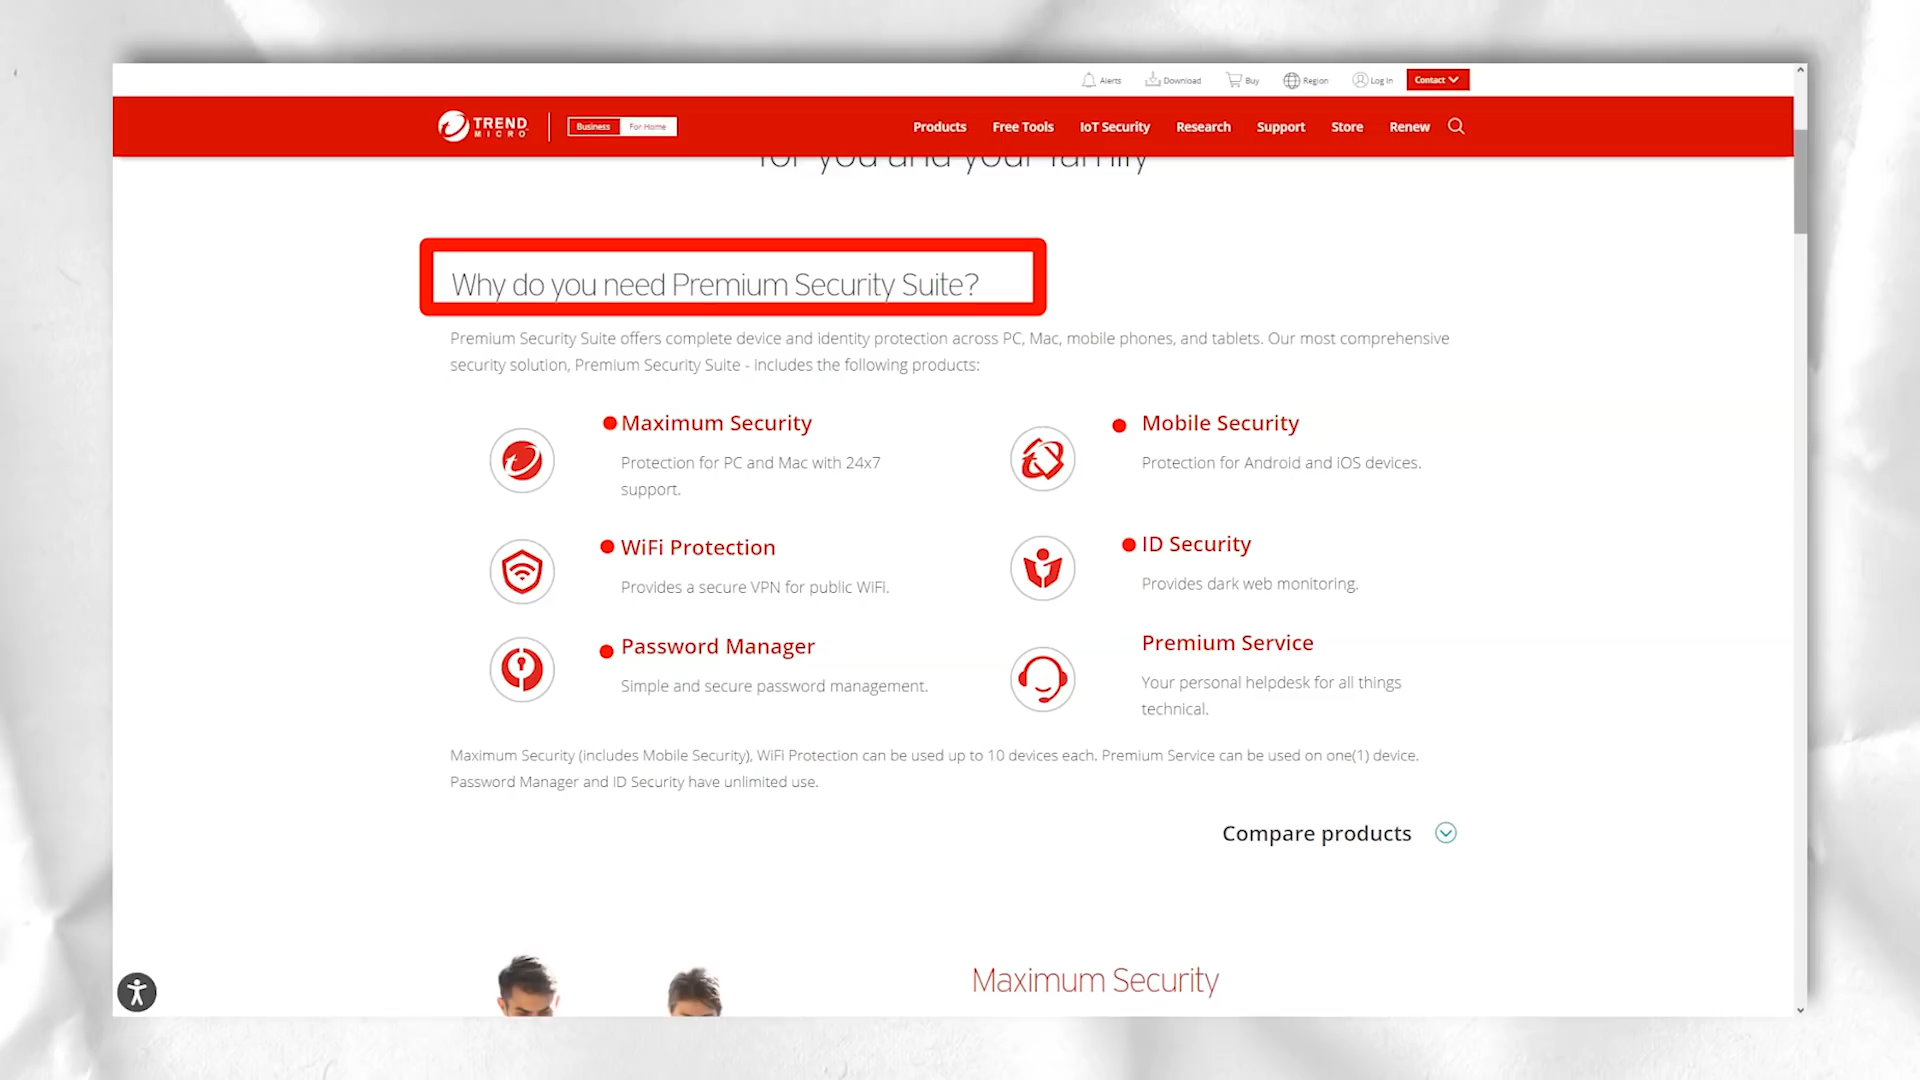 Alerts Download Buy Region Log In Contact
TREND MICRO Business For Home Products Free Tools IoT Security Research Support Store Renew
for you and your family
Why do you need Premium Security Suite?
Premium Security Suite offers complete device and identity protection across PC, Mac, mobile phones, and tablets. Our most comprehensive
security solution, Premium Security Suite - includes the following products:
Maximum Security
Protection for PC and Mac with 24x7
support.
Mobile Security
Protection for Android and iOS devices.
WiFi Protection
Provides a secure VPN for public WiFi.
ID Security
Provides dark web monitoring.
Password Manager
Simple and secure password management.
Premium Service
Your personal helpdesk for all things
technical.
Maximum Security (includes Mobile Security), WiFi Protection can be used up to 10 devices each. Premium Service can be used on one(1) device.
Password Manager and ID Security have unlimited use.
Compare products
Maximum Security